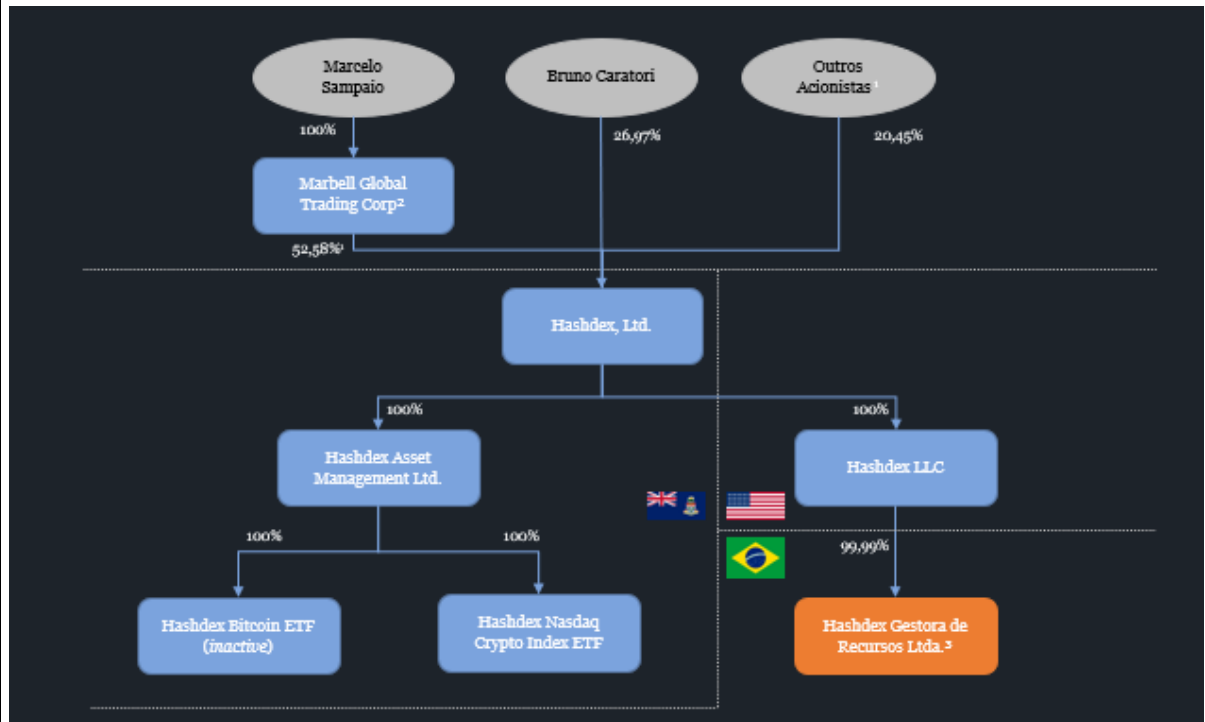 Marcelo
Sampaio
Bruno Caratori
Outros
Acionistas ¹
100%
26,97%
20,45%
Marbell Global
Trading Corp²
52,58%¹
Hashdex, Ltd.
100%
100%
Hashdex Asset
Management Ltd.
Hashdex LLC
100%
100%
99,99%
Hashdex Bitcoin ETF
(inactive)
Hashdex Nasdaq
Crypto Index ETF
Hashdex Gestora de
Recursos Ltda.³